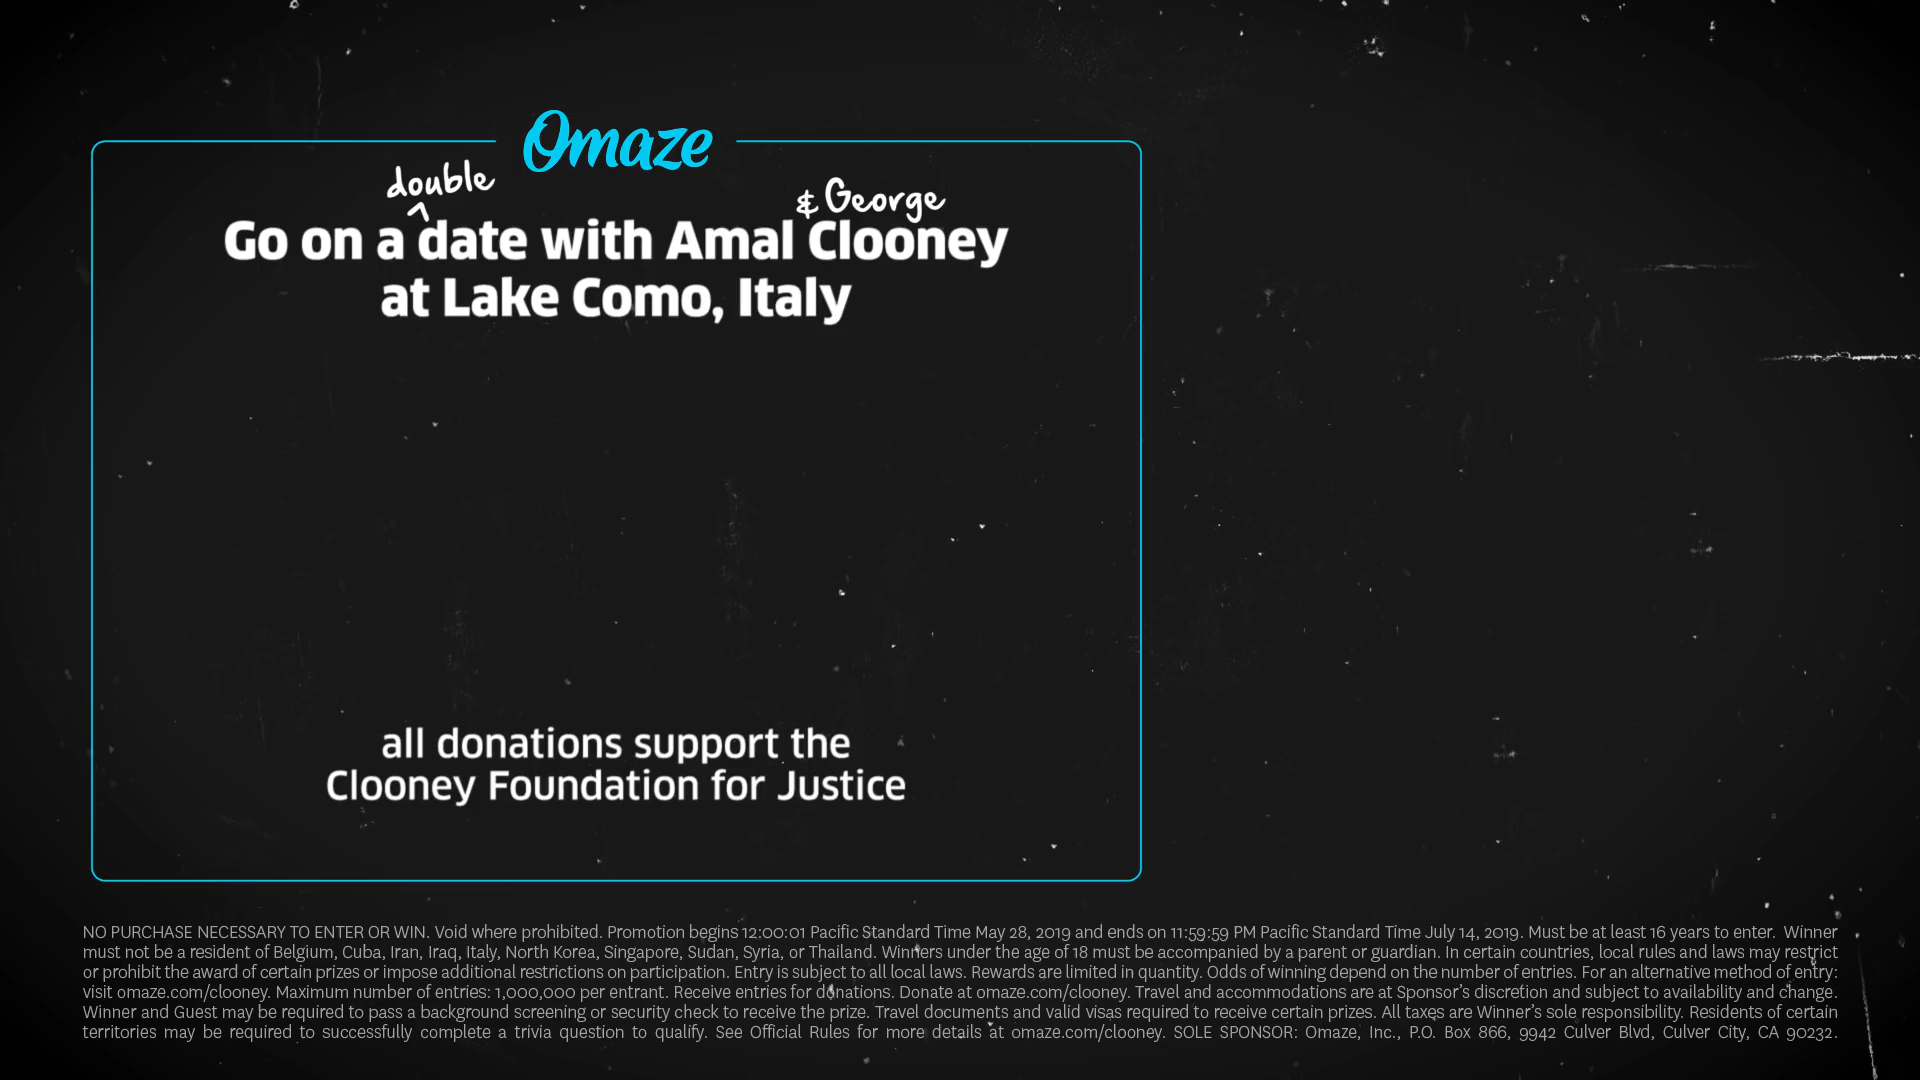 Omaze
double
& George
Go on a date with Amal Clooney
at Lake Como, Italy
all donations support the
Clooney Foundation for Justice
NO PURCHASE NECESSARY TO ENTER OR WIN. Void where prohibited. Promotion begins 12:00:01 Pacific Standard Time May 28, 2019 and ends on 11:59:59 PM Pacific Standard Time July 14, 2019. Must be at least 16 years to enter. Winner
must not be a resident of Belgium, Cuba, Iran, Iraq, Italy, North Korea, Singapore, Sudan, Syria, or Thailand. Winners under the age of 18 must be accompanied by a parent or guardian. In certain countries, local rules and laws may restrict
or prohibit the award of certain prizes or impose additional restrictions on participation. Entry is subject to all local laws. Rewards are limited in quantity. Odds of winning depend on the number of entries. For an alternative method of entry:
visit omaze.com/clooney. Maximum number of entries: 1,000,000 per entrant. Receive entries for donations. Donate at omaze.com/clooney. Travel and accommodations are at Sponsor's discretion and subject to availability and change.
Winner and Guest may be required to pass a background screening or security check to receive the prize. Travel documents and valid visas required to receive certain prizes. All taxes are Winner's sole responsibility. Residents of certain
territories may be required to successfully complete a trivia question to qualify. See Official Rules for more details at omaze.com/clooney. SOLE SPONSOR: Omaze, Inc., P.O. Box 866, 9942 Culver Blvd, Culver City, CA 90232.